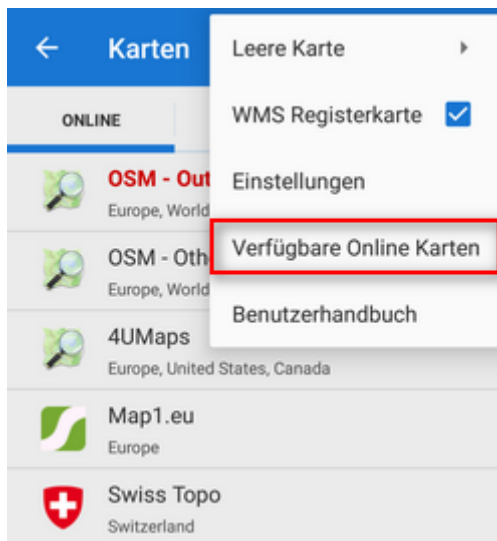 Karten
Leere Karte
WMS Registerkarte
Einstellungen
Verfügbare Online Karten
Benutzerhandbuch
ONLINE
OSM - Out
Europe, World
OSM - Oth
Europe, World
4UMaps
Europe, United States, Canada
Map1.eu
Europe
Swiss Topo
Switzerland